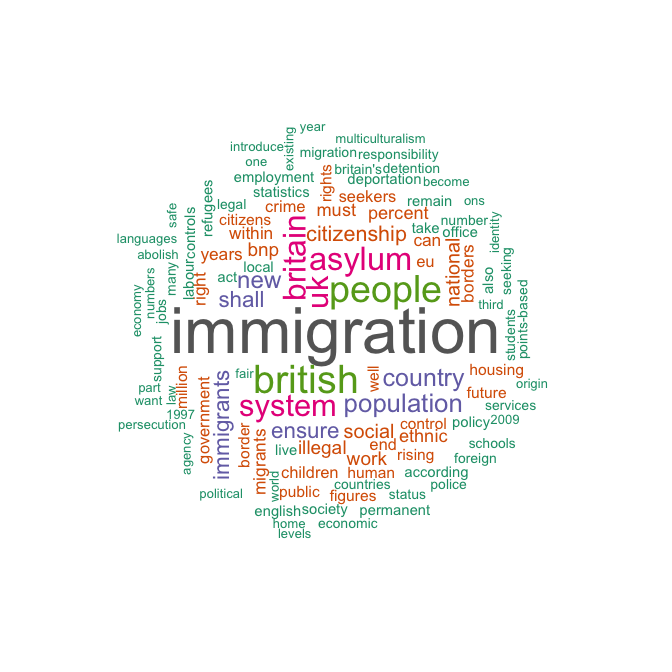 year
existing
multiculturalism
introduce
migration
responsibility
one
britain's
detention
employment
rights
deportation
become
statistics
seekers
refugees
legal
crime
must
percent
remain
ons
safe
citizens
take
number
identity
controls
within
citizenship
can
office
languages
labour
britain
national
abolish
years
bnp
asylum
eu
borders
also
seeking
many
local
act
new
uk
people
numbers
right
shall
third
points-based
economy
jobs
immigration
students
support
fair
british
well
country
housing
million
part
law
immigrants
future
origin
want
system
population
services
1997
government
ensure
social
control
policy
2009
persecution
border
ethnic
illegal
end
schools
live
work
rising
agency
migrants
foreign
world
children
human
according
countries
police
political
public
figures
status
english
society
permanent
home
economic
levels